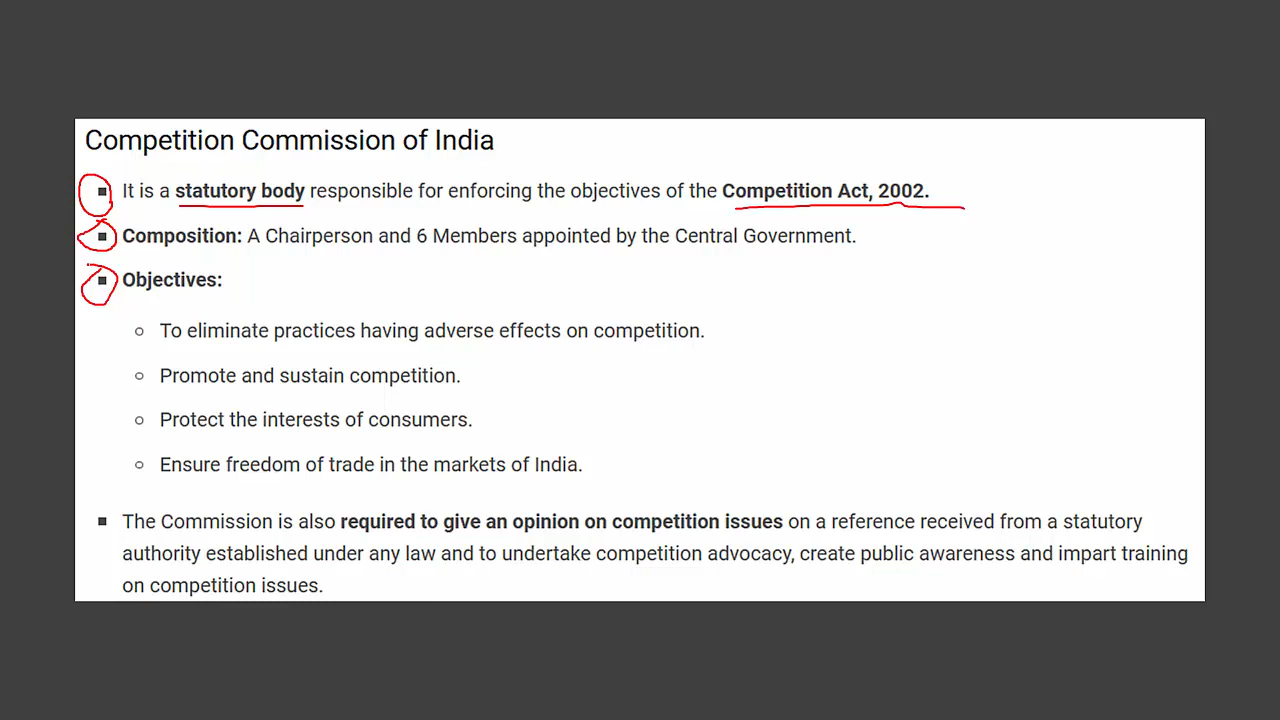 Competition Commission of India
It is a statutory body responsible for enforcing the objectives of the Competition Act, 2002.
Composition: A Chairperson and 6 Members appointed by the Central Government.
Objectives:
To eliminate practices having adverse effects on competition.
Promote and sustain competition.
Protect the interests of consumers.
Ensure freedom of trade in the markets of India.
The Commission is also required to give an opinion on competition issues on a reference received from a statutory
authority established under any law and to undertake competition advocacy, create public awareness and impart training
on competition issues.